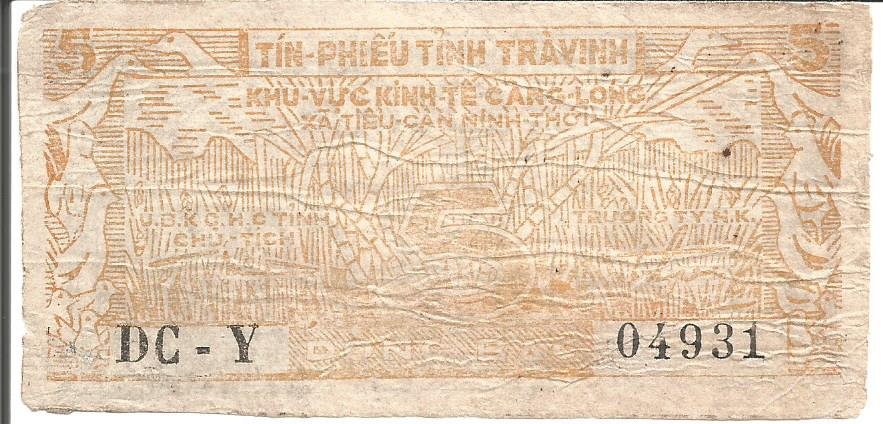 5 TÍN-PHIẾU TỈNH TRÀVINH 5
KHU-VỰC KINH-TẾ CANG-LONG
XÃ TIỂU-CẦN NINH-THỚI
U.B.K.C.H.C TỈNH
CHỦ-TỊCH
TRƯỞNG TY.N.K.
5
DC - Y 04931